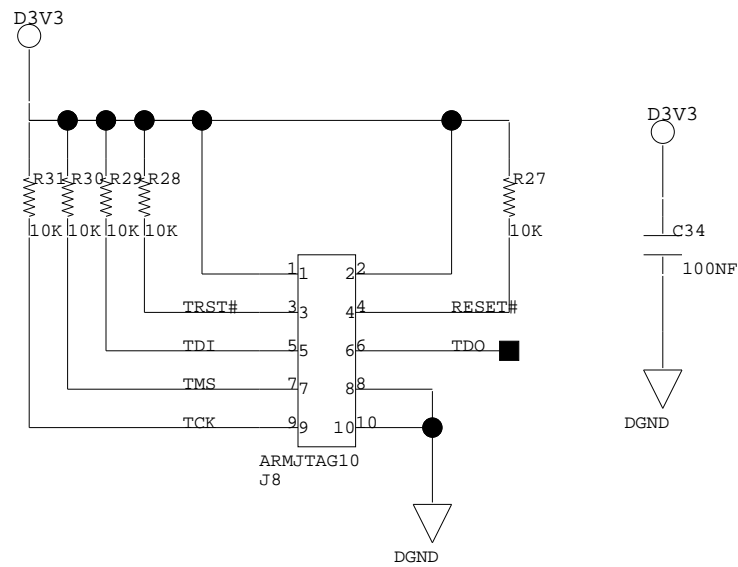 D3V3
D3V3
R31 R30 R29 R28
R27
C34
10K 10K 10K 10K
10K
100NF
1 1 2 2
TRST# 3 3 4 4 RESET#
TDI 5 5 6 6 TDO
TMS 7 7 8 8
TCK 9 9 10 10
DGND
ARMJTAG10
J8
DGND